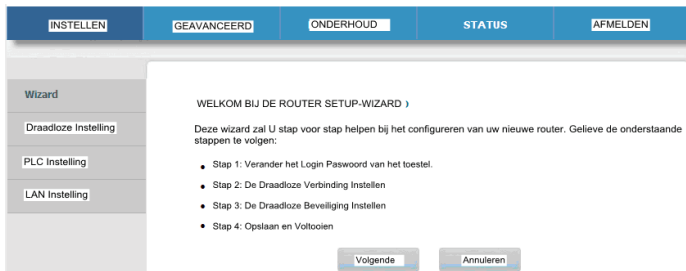 INSTELLEN
GEAVANCEERD
ONDERHOUD
STATUS
AFMELDEN
Wizard
Draadloze Instelling
PLC Instelling
LAN Instelling
WELKOM BIJ DE ROUTER SETUP-WIZARD ⟩
Deze wizard zal U stap voor stap helpen bij het configureren van uw nieuwe router. Gelieve de onderstaande
stappen te volgen:
• Stap 1: Verander het Login Paswoord van het toestel.
• Stap 2: De Draadloze Verbinding Instellen
• Stap 3: De Draadloze Beveiliging Instellen
• Stap 4: Opslaan en Voltooien
Volgende
Annuleren